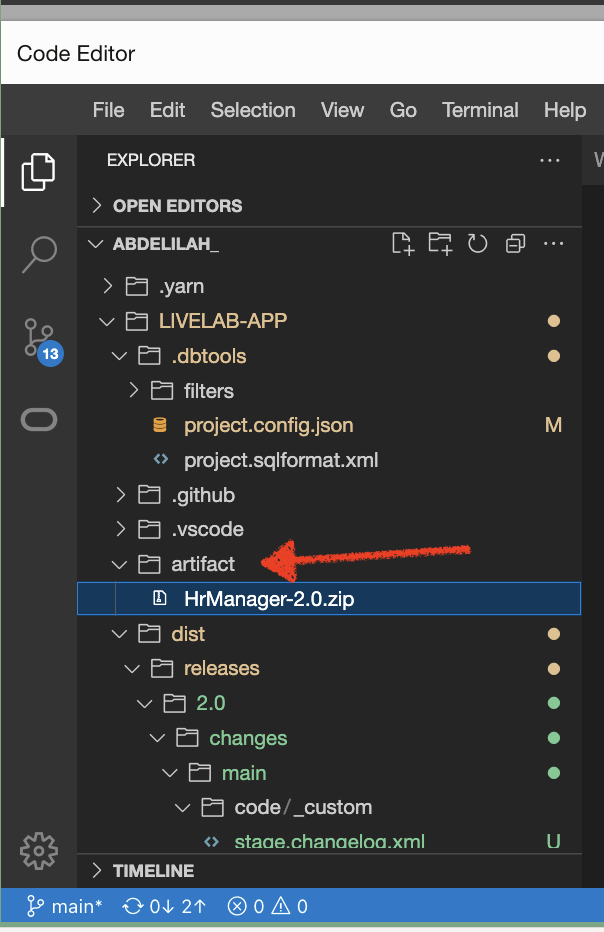 Code Editor
File Edit Selection View Go Terminal Help
EXPLORER ...
OPEN EDITORS
ABDELILAH_ ...
.yarn
LIVELAB-APP
.dbtools
13
filters
project.config.json M
project.sqlformat.xml
.github
.vscode
artifact
HrManager-2.0.zip
dist
releases
2.0
changes
main
code/_custom
stage.changelog.xml U
TIMELINE
main* 0↓ 2↑ 0 0